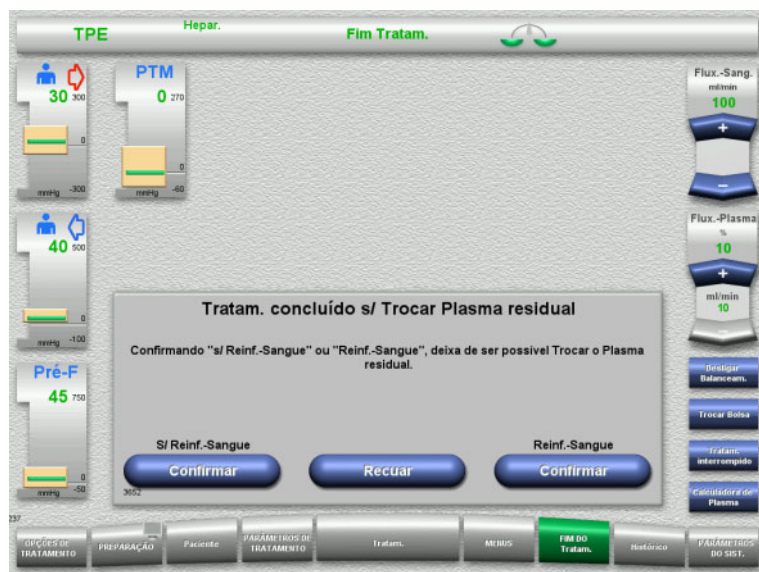 TPE Hepar. Fim Tratam.
PTM
30 300
0 270
0
0
mmHg -300
mmHg -60
40 500
0
mmHg -100
Pré-F
45 750
0
mmHg -50
Flux.-Sang.
ml/min
100
+
−
Flux.-Plasma
%
10
+
ml/min
10
−
Desligar
Balanceam.
Trocar Bolsa
Tratam.
interrompido
Calculadora de
Plasma
Tratam. concluído s/ Trocar Plasma residual
Confirmando "s/ Reinf.-Sangue" ou "Reinf.-Sangue", deixa de ser possivel Trocar o Plasma
residual.
S/ Reinf.-Sangue Reinf.-Sangue
Confirmar Recuar Confirmar
3652
237
OPÇÕES DE
TRATAMENTO
PREPARAÇÃO
Paciente
PARÂMETROS DE
TRATAMENTO
Tratam.
MENUS
FIM DO
Tratam.
Histórico
PARÂMETROS
DO SIST.